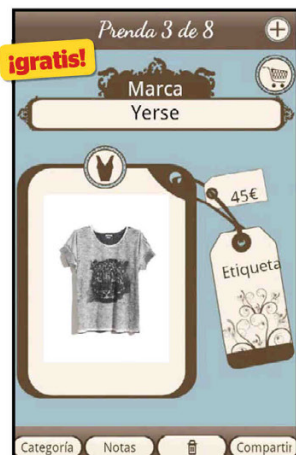 Prenda 3 de 8
¡gratis!
Marca
Yerse
45€
Etiqueta
Categoría
Notas
Compartir